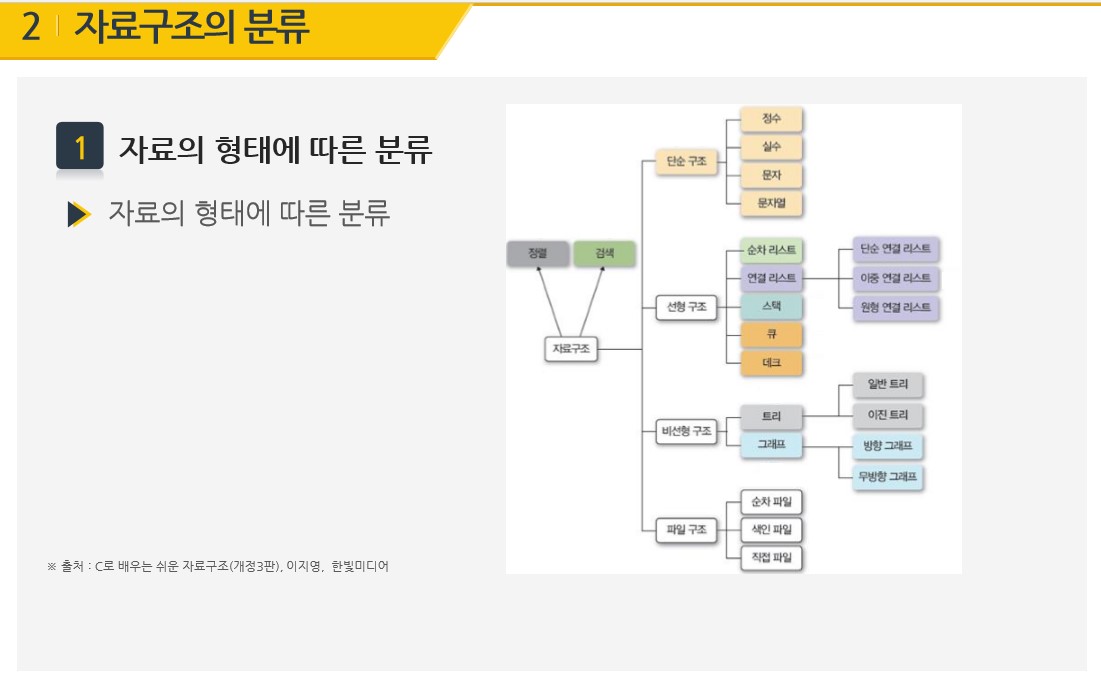 2 자료구조의 분류
1 자료의 형태에 따른 분류
자료의 형태에 따른 분류
정수
실수
단순 구조
문자
문자열
정렬
검색
순차 리스트
단순 연결 리스트
연결 리스트
이중 연결 리스트
선형 구조
스택
원형 연결 리스트
큐
자료구조
데크
일반 트리
트리
이진 트리
비선형 구조
그래프
방향 그래프
무방향 그래프
순차 파일
파일 구조
색인 파일
직접 파일
※ 출처 : C로 배우는 쉬운 자료구조(개정3판), 이지영, 한빛미디어